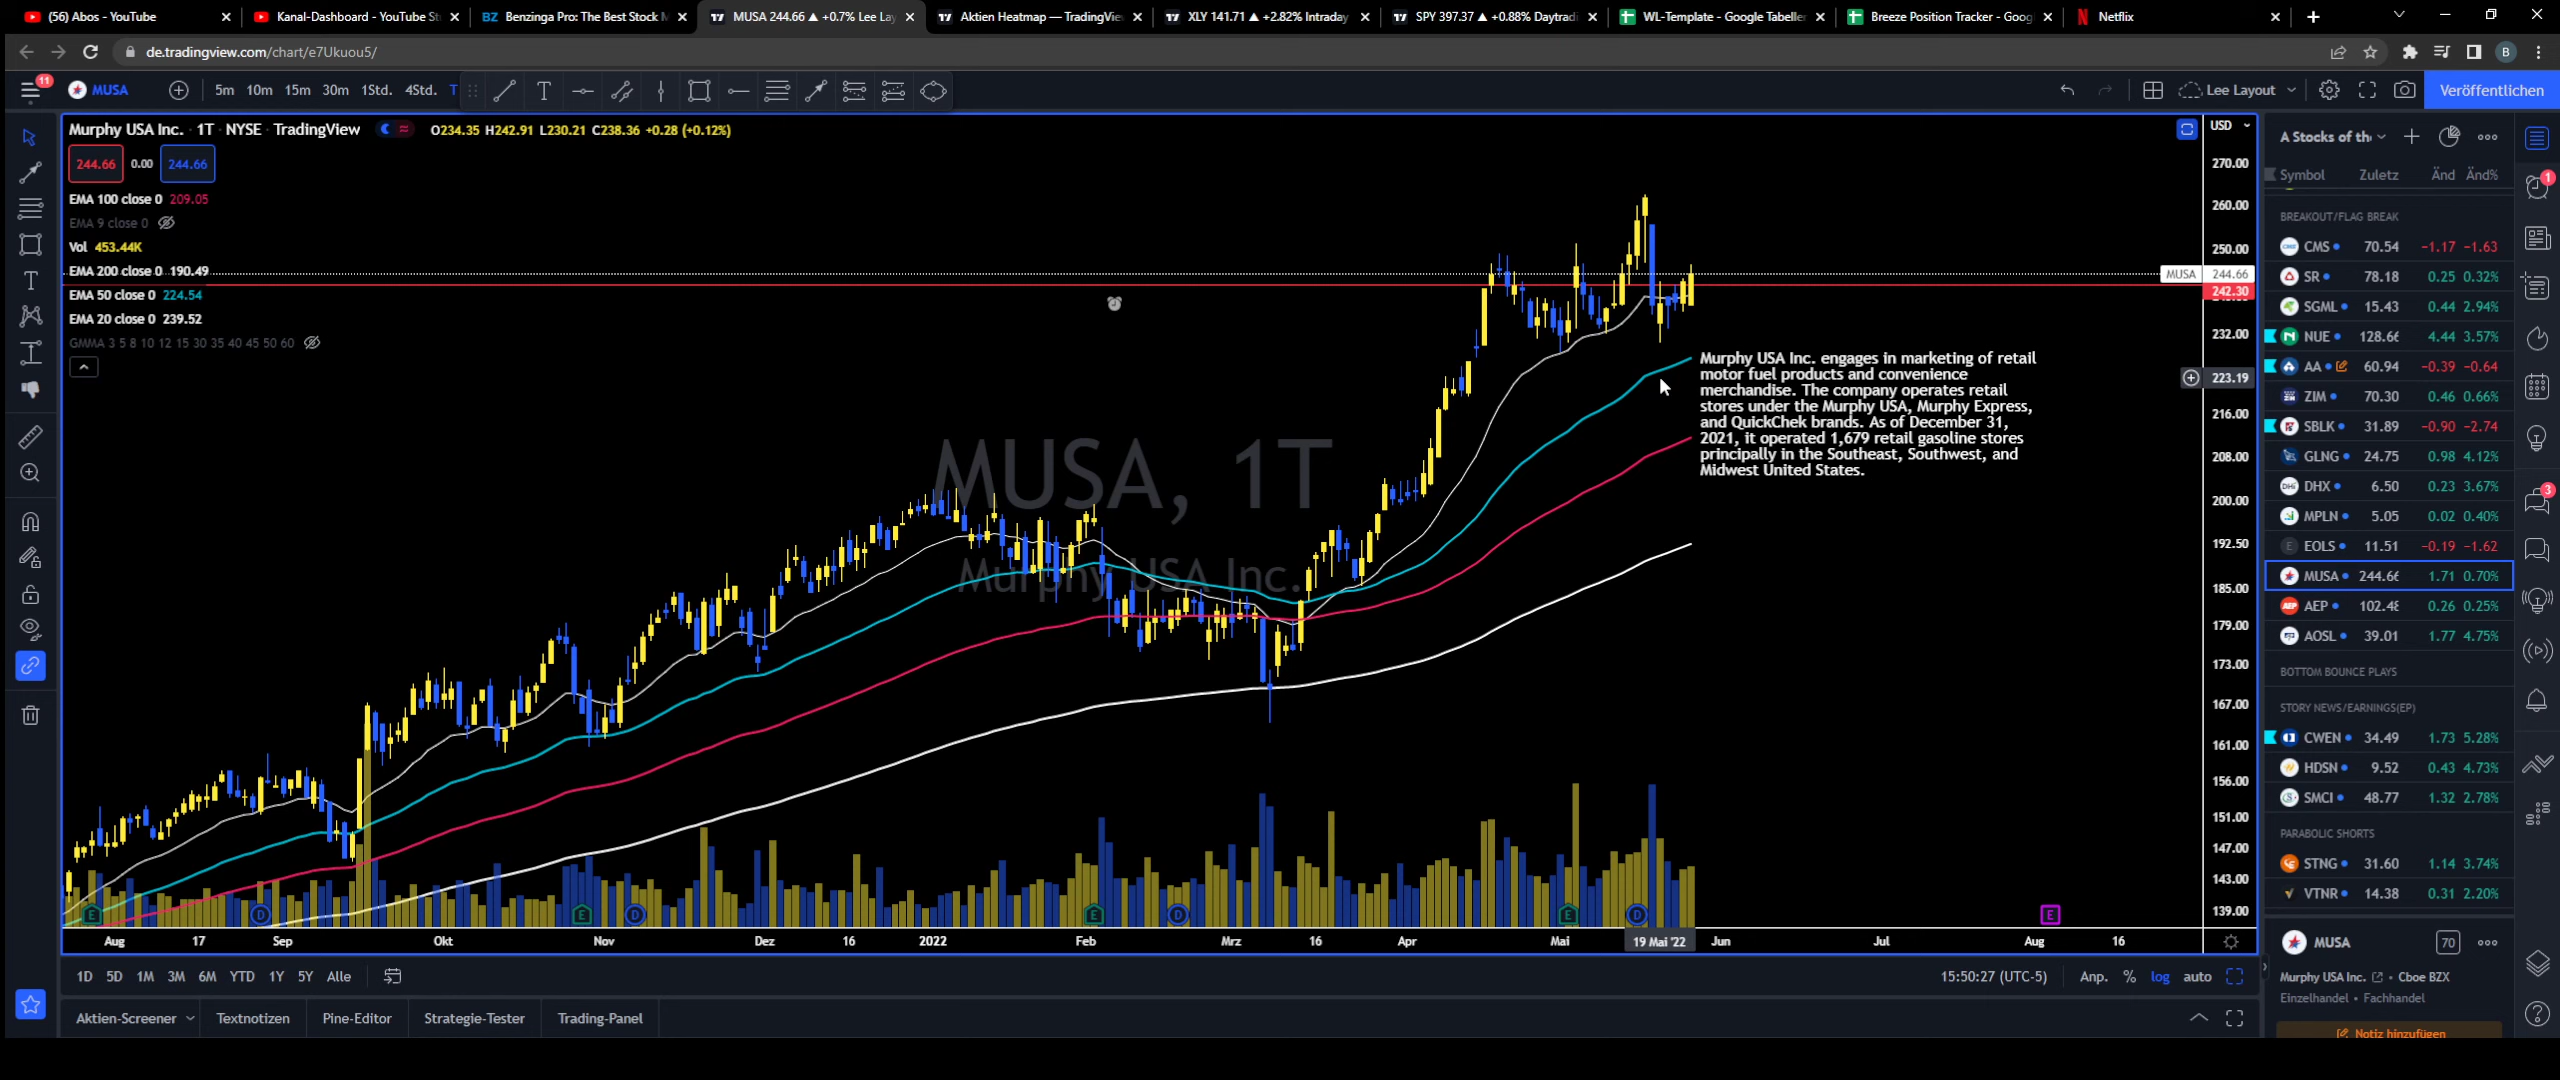 (56) Abos - YouTube
Kanal-Dashboard - YouTube St
BZ Benzinga Pro: The Best Stock M
MUSA 244.66 ▲ +0.7% Lee Lay
Aktien Heatmap — TradingVie
XLY 141.71 ▲ +2.82% Intraday
SPY 397.37 ▲ +0.88% Daytradi
WL-Template - Google Tabeller
Breeze Position Tracker - Goog
Netflix
de.tradingview.com/chart/e7Ukuou5/
B
11
MUSA
5m 10m 15m 30m 1Std. 4Std. T
Lee Layout
Veröffentlichen
Murphy USA Inc. · 1T · NYSE · TradingView
O234.35 H242.91 L230.21 C238.36 +0.28 (+0.12%)
244.66 0.00 244.66
EMA 100 close 0 209.05
EMA 9 close 0
Vol 453.44K
EMA 200 close 0 190.49
EMA 50 close 0 224.54
EMA 20 close 0 239.52
GMMA 3 5 8 10 12 15 30 35 40 45 50 60
MUSA, 1T
Murphy USA Inc.
Murphy USA Inc. engages in marketing of retail
motor fuel products and convenience
merchandise. The company operates retail
stores under the Murphy USA, Murphy Express,
and QuickChek brands. As of December 31,
2021, it operated 1,679 retail gasoline stores
principally in the Southeast, Southwest, and
Midwest United States.
USD
270.00
260.00
250.00
MUSA 244.66
242.30
232.00
223.19
216.00
208.00
200.00
192.50
185.00
179.00
173.00
167.00
161.00
156.00
151.00
147.00
143.00
139.00
E D E D E D E D E
Aug 17 Sep Okt Nov Dez 16 2022 Feb Mrz 16 Apr Mai 19 Mai '22 Jun Jul Aug 16
1D 5D 1M 3M 6M YTD 1Y 5Y Alle
15:50:27 (UTC-5) Anp. % log auto
Aktien-Screener Textnotizen Pine-Editor Strategie-Tester Trading-Panel
A Stocks of th
Symbol Zuletz Änd Änd%
BREAKOUT/FLAG BREAK
CMS 70.54 −1.17 −1.63
SR 78.18 0.25 0.32%
SGML 15.43 0.44 2.94%
NUE 128.66 4.44 3.57%
AA 60.94 −0.39 −0.64
ZIM 70.30 0.46 0.66%
SBLK 31.89 −0.90 −2.74
GLNG 24.75 0.98 4.12%
DHX 6.50 0.23 3.67%
MPLN 5.05 0.02 0.40%
EOLS 11.51 −0.19 −1.62
MUSA 244.66 1.71 0.70%
AEP 102.48 0.26 0.25%
AOSL 39.01 1.77 4.75%
BOTTOM BOUNCE PLAYS
STORY NEWS/EARNINGS(EP)
CWEN 34.49 1.73 5.28%
HDSN 9.52 0.43 4.73%
SMCI 48.77 1.32 2.78%
PARABOLIC SHORTS
STNG 31.60 1.14 3.74%
VTNR 14.38 0.31 2.20%
MUSA 70
Murphy USA Inc. • Cboe BZX
Einzelhandel • Fachhandel
Notiz hinzufügen
1
3